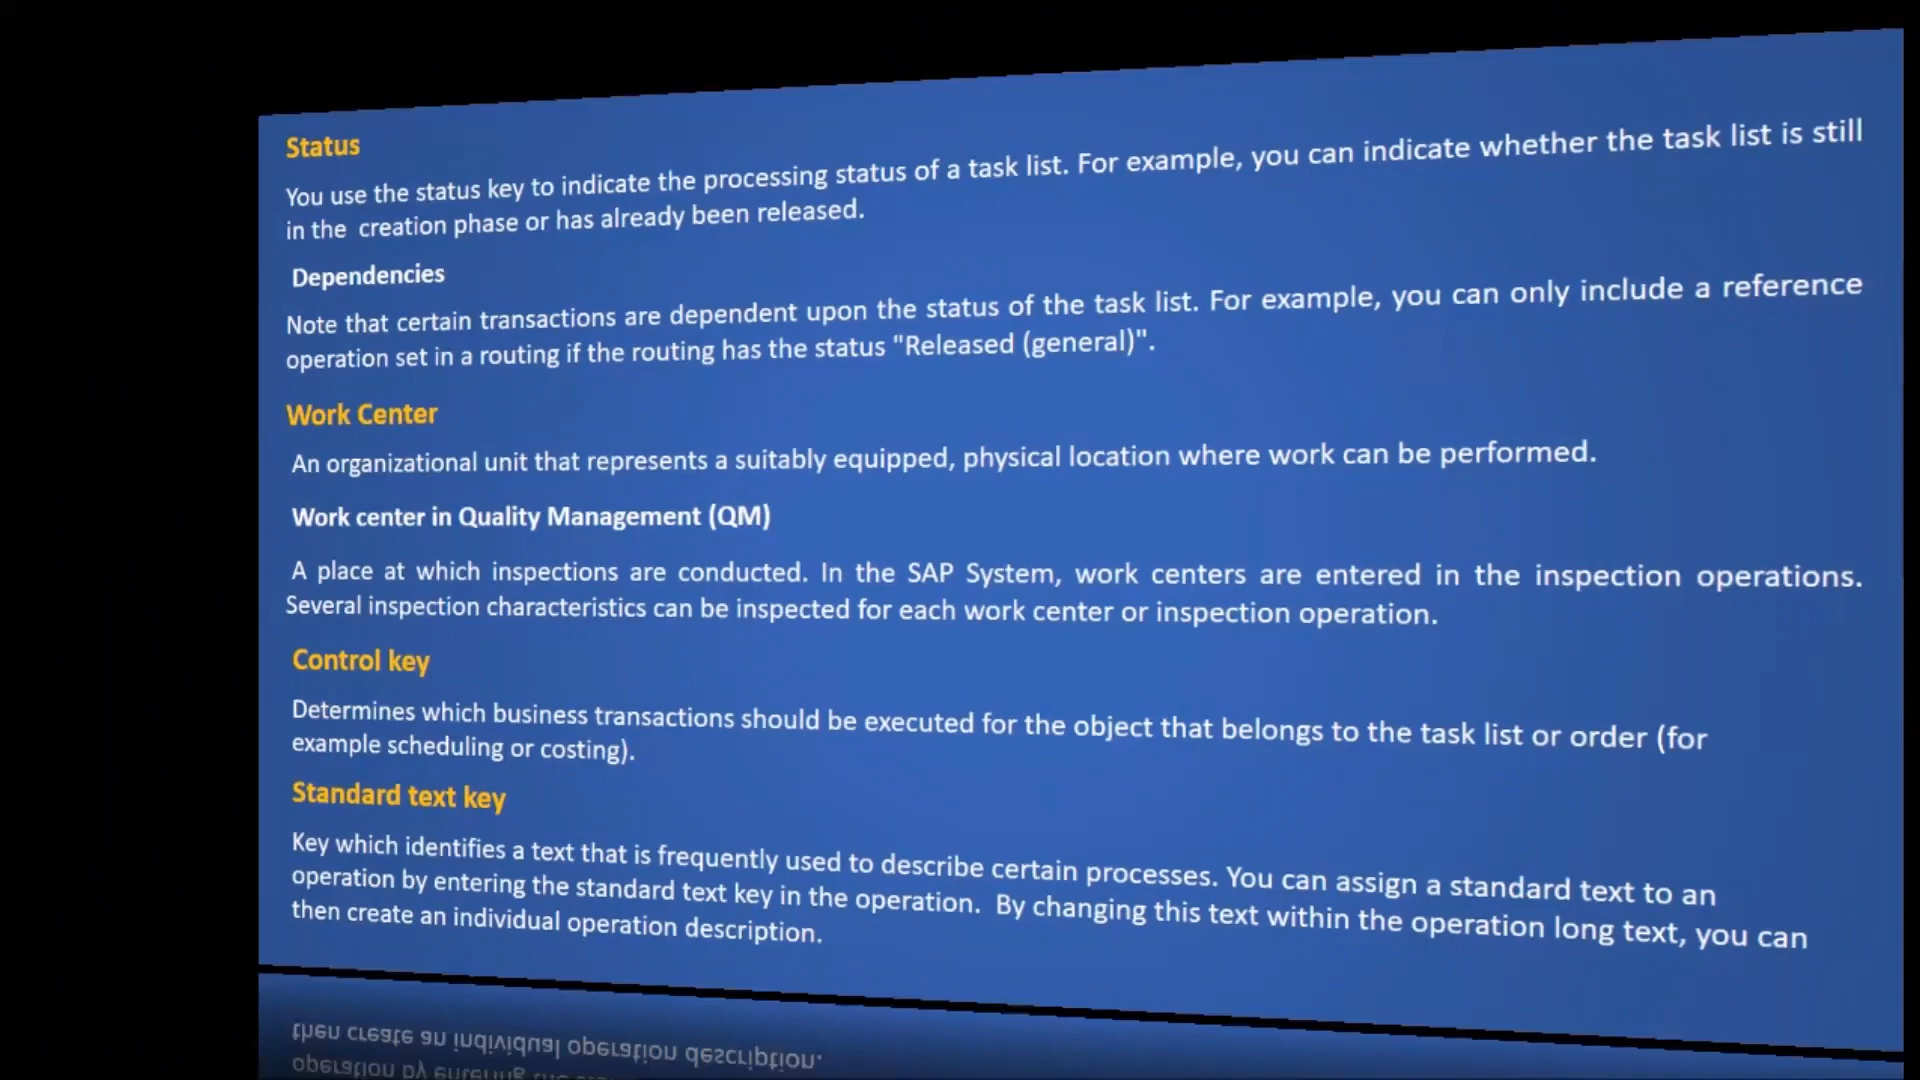 Status
You use the status key to indicate the processing status of a task list. For example, you can indicate whether the task list is still
in the creation phase or has already been released.
Dependencies
Note that certain transactions are dependent upon the status of the task list. For example, you can only include a reference
operation set in a routing if the routing has the status "Released (general)".
Work Center
An organizational unit that represents a suitably equipped, physical location where work can be performed.
Work center in Quality Management (QM)
A place at which inspections are conducted. In the SAP System, work centers are entered in the inspection operations.
Several inspection characteristics can be inspected for each work center or inspection operation.
Control key
Determines which business transactions should be executed for the object that belongs to the task list or order (for
example scheduling or costing).
Standard text key
Key which identifies a text that is frequently used to describe certain processes. You can assign a standard text to an
operation by entering the standard text key in the operation. By changing this text within the operation long text, you can
then create an individual operation description.
then create an individual operation description.
operation by entering the